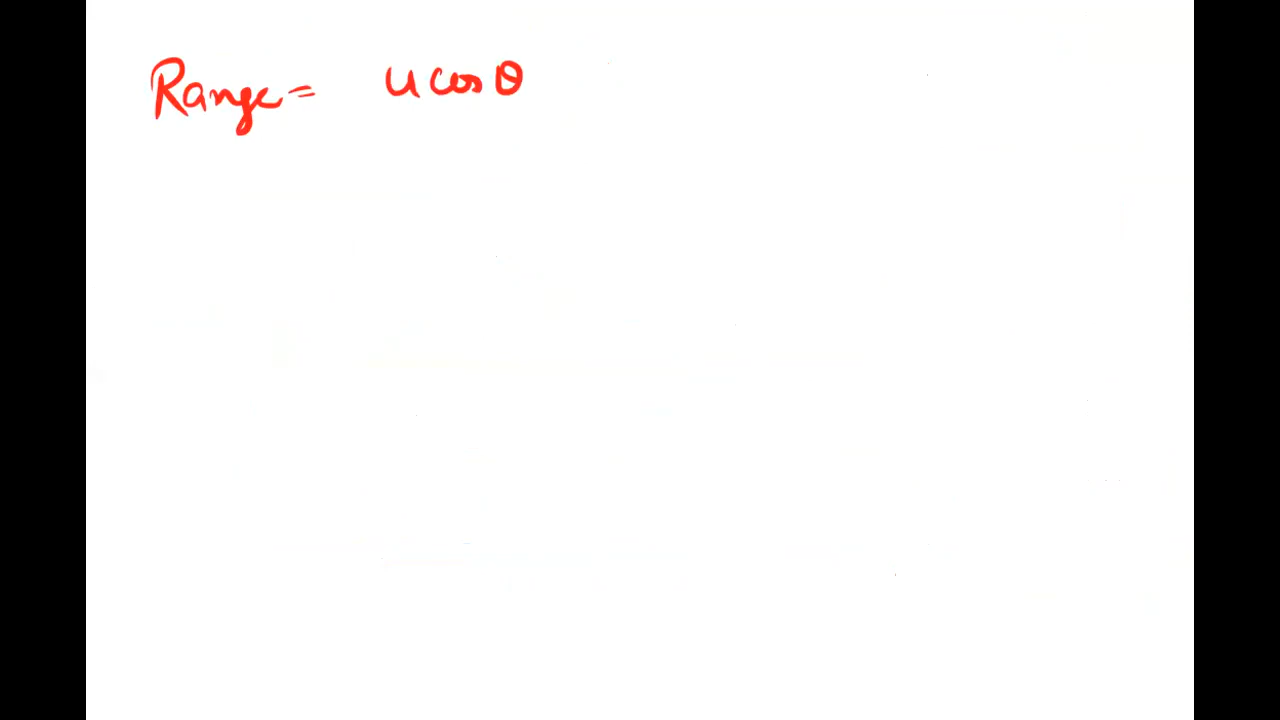 Range = u cos θ